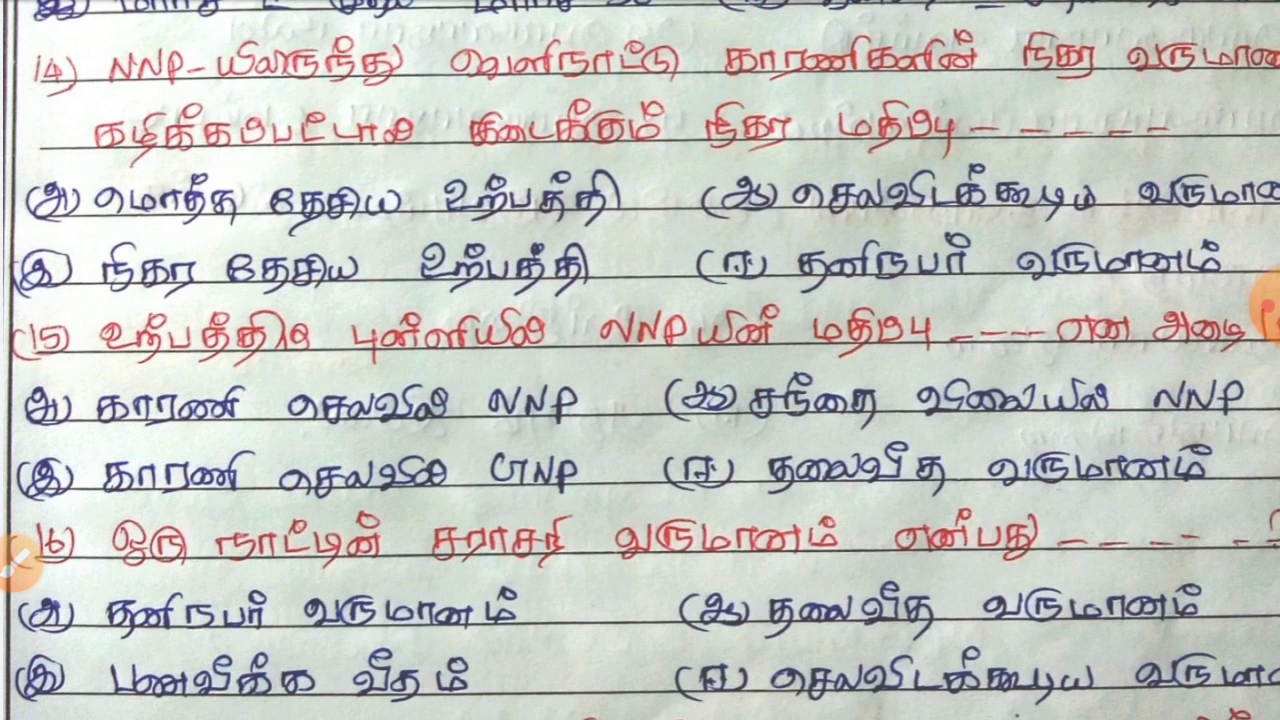 14) NNP-யிலிருந்து வெளிநாட்டு காரணிகளின் நிகர வருமான
கழிக்கப்பட்டால் கிடைக்கும் நிகர மதிப்பு - - - - -
(அ) மொத்த தேசிய உற்பத்தி (ஆ) செலவிடக்கூடிய வருமா
(இ) நிகர தேசிய உற்பத்தி (ஈ) தனிநபர் வருமானம்
(15) உற்பத்தி புள்ளியில் NNP யின் மதிப்பு - - - - என அழை
அ) காரணி செலவில் NNP (ஆ) சந்தை விலையில் NNP
(இ) காரணி செலவில் GNP (ஈ) தலைவீத வருமானம்
16) ஒரு நாட்டின் சராசரி வருமானம் என்பது - - - - - -
(அ) தனிநபர் வருமானம் (ஆ) தலைவீத வருமானம்
(இ) பணவீக்க வீதம் (ஈ) செலவிடக்கூடிய வருமா